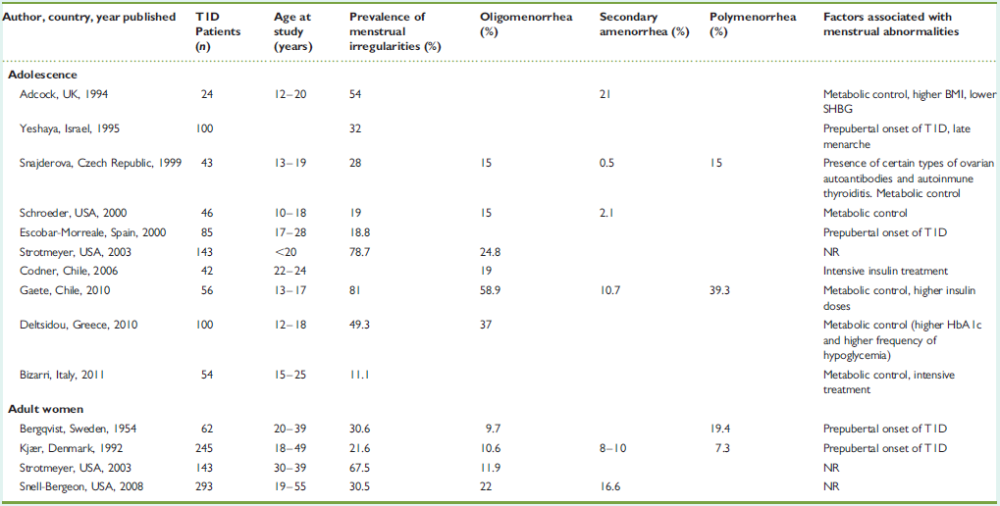 Author, country, year published T1D Age at Prevalence of Oligomenorrhea Secondary Polymenorrhea Factors associated with
Patients study menstrual (%) amenorrhea (%) (%) menstrual abnormalities
(n) (years) irregularities (%)
Adolescence
Adcock, UK, 1994 24 12–20 54 21 Metabolic control, higher BMI, lower
SHBG
Yeshaya, Israel, 1995 100 32 Prepubertal onset of T1D, late
menarche
Snajderova, Czech Republic, 1999 43 13–19 28 15 0.5 15 Presence of certain types of ovarian
autoantibodies and autoinmune
thyroiditis. Metabolic control
Schroeder, USA, 2000 46 10–18 19 15 2.1 Metabolic control
Escobar-Morreale, Spain, 2000 85 17–28 18.8 Prepubertal onset of T1D
Strotmeyer, USA, 2003 143 <20 78.7 24.8 NR
Codner, Chile, 2006 42 22–24 19 Intensive insulin treatment
Gaete, Chile, 2010 56 13–17 81 58.9 10.7 39.3 Metabolic control, higher insulin
doses
Deltsidou, Greece, 2010 100 12–18 49.3 37 Metabolic control (higher HbA1c
and higher frequency of
hypoglycemia)
Bizarri, Italy, 2011 54 15–25 11.1 Metabolic control, intensive
treatment
Adult women
Bergqvist, Sweden, 1954 62 20–39 30.6 9.7 19.4 Prepubertal onset of T1D
Kjær, Denmark, 1992 245 18–49 21.6 10.6 8–10 7.3 Prepubertal onset of T1D
Strotmeyer, USA, 2003 143 30–39 67.5 11.9 NR
Snell-Bergeon, USA, 2008 293 19–55 30.5 22 16.6 NR